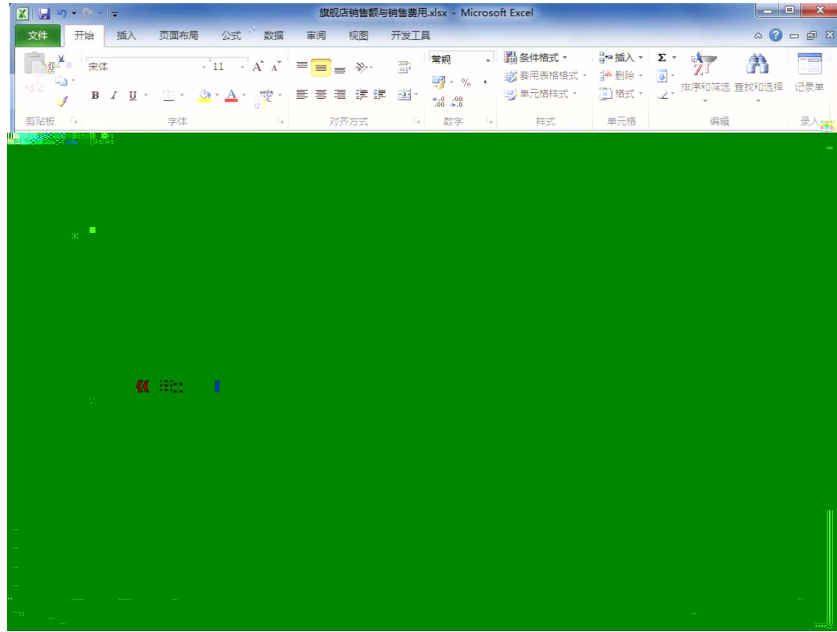 旗舰店销售额与销售费用.xlsx - Microsoft Excel
文件 开始 插入 页面布局 公式 数据 审阅 视图 开发工具
宋体 11 常规 条件格式 插入 Σ
套用表格格式 删除 排序和筛选 查找和选择 记录单
B I U A 单元格样式 格式
剪贴板 字体 对齐方式 数字 样式 单元格 编辑 录入